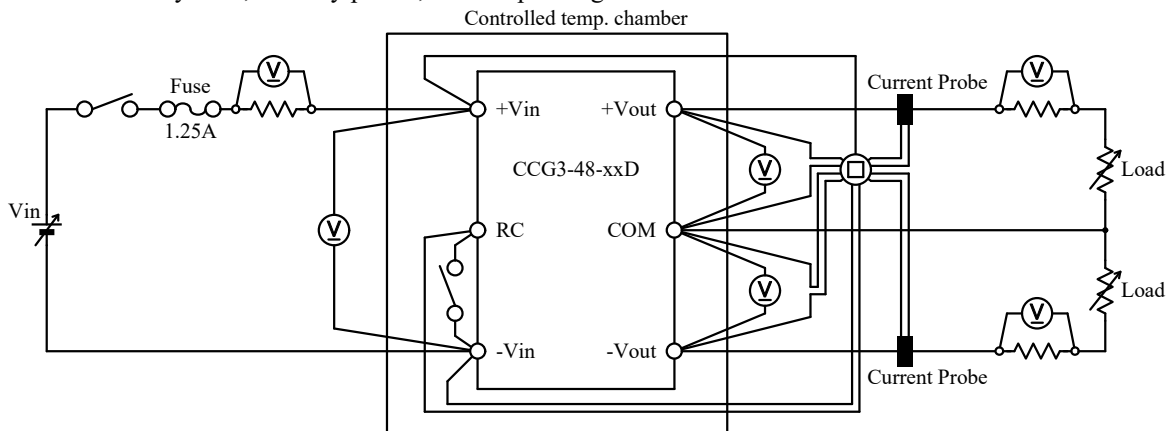 Controlled temp. chamber
Fuse
1.25A
V
V
Current Probe
+Vin
+Vout
CCG3-48-xxD
V
Load
Vin
V
RC
COM
V
Load
V
-Vin
-Vout
Current Probe